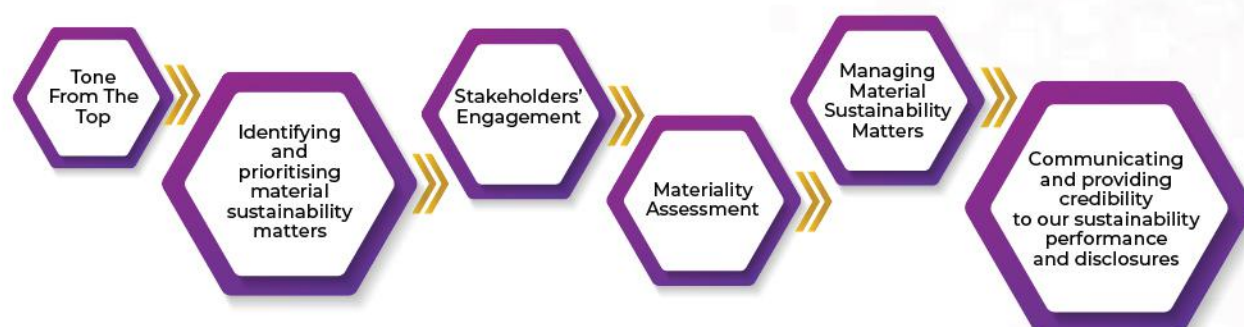 Tone
From The
Top
Identifying
and
prioritising
material
sustainability
matters
Stakeholders’
Engagement
Materiality
Assessment
Managing
Material
Sustainability
Matters
Communicating
and providing
credibility
to our sustainability
performance
and disclosures